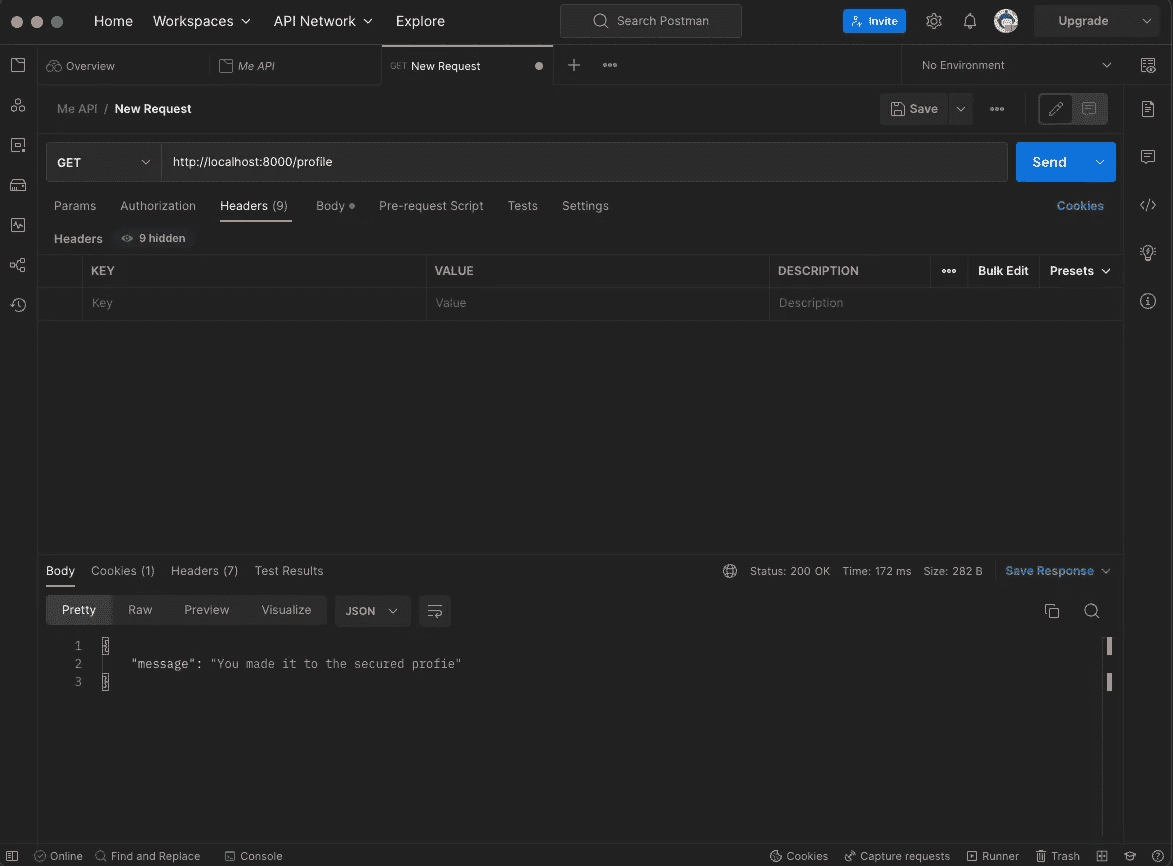 Home Workspaces API Network Explore Search Postman Invite Upgrade
Overview Me API GET New Request No Environment
Me API / New Request Save
GET http://localhost:8000/profile Send
Params Authorization Headers (9) Body Pre-request Script Tests Settings Cookies
Headers 9 hidden
KEY VALUE DESCRIPTION Bulk Edit Presets
Key Value Description
Body Cookies (1) Headers (7) Test Results Status: 200 OK Time: 172 ms Size: 282 B Save Response
Pretty Raw Preview Visualize JSON
1 {
2 "message": "You made it to the secured profie"
3 }
Online Find and Replace Console Cookies Capture requests Runner Trash